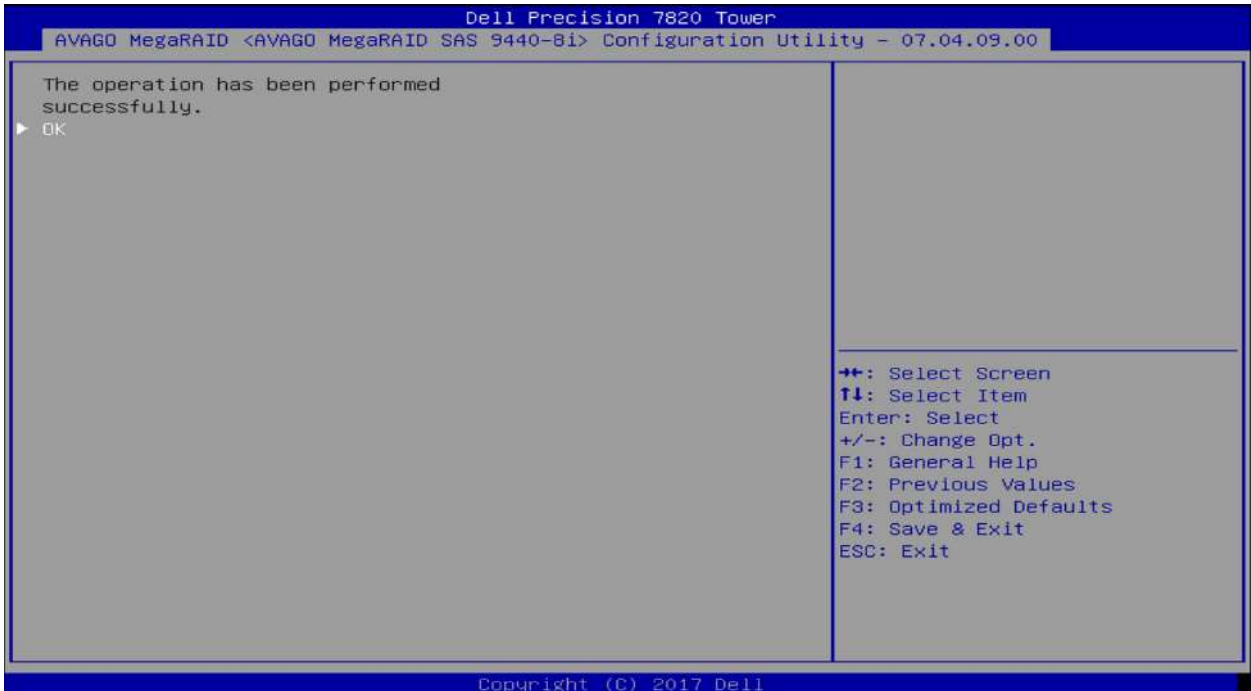 Dell Precision 7820 Tower
AVAGO MegaRAID <AVAGO MegaRAID SAS 9440-8i> Configuration Utility - 07.04.09.00
The operation has been performed
successfully.
▶ OK
→←: Select Screen
↑↓: Select Item
Enter: Select
+/-: Change Opt.
F1: General Help
F2: Previous Values
F3: Optimized Defaults
F4: Save & Exit
ESC: Exit
Copyright (C) 2017 Dell